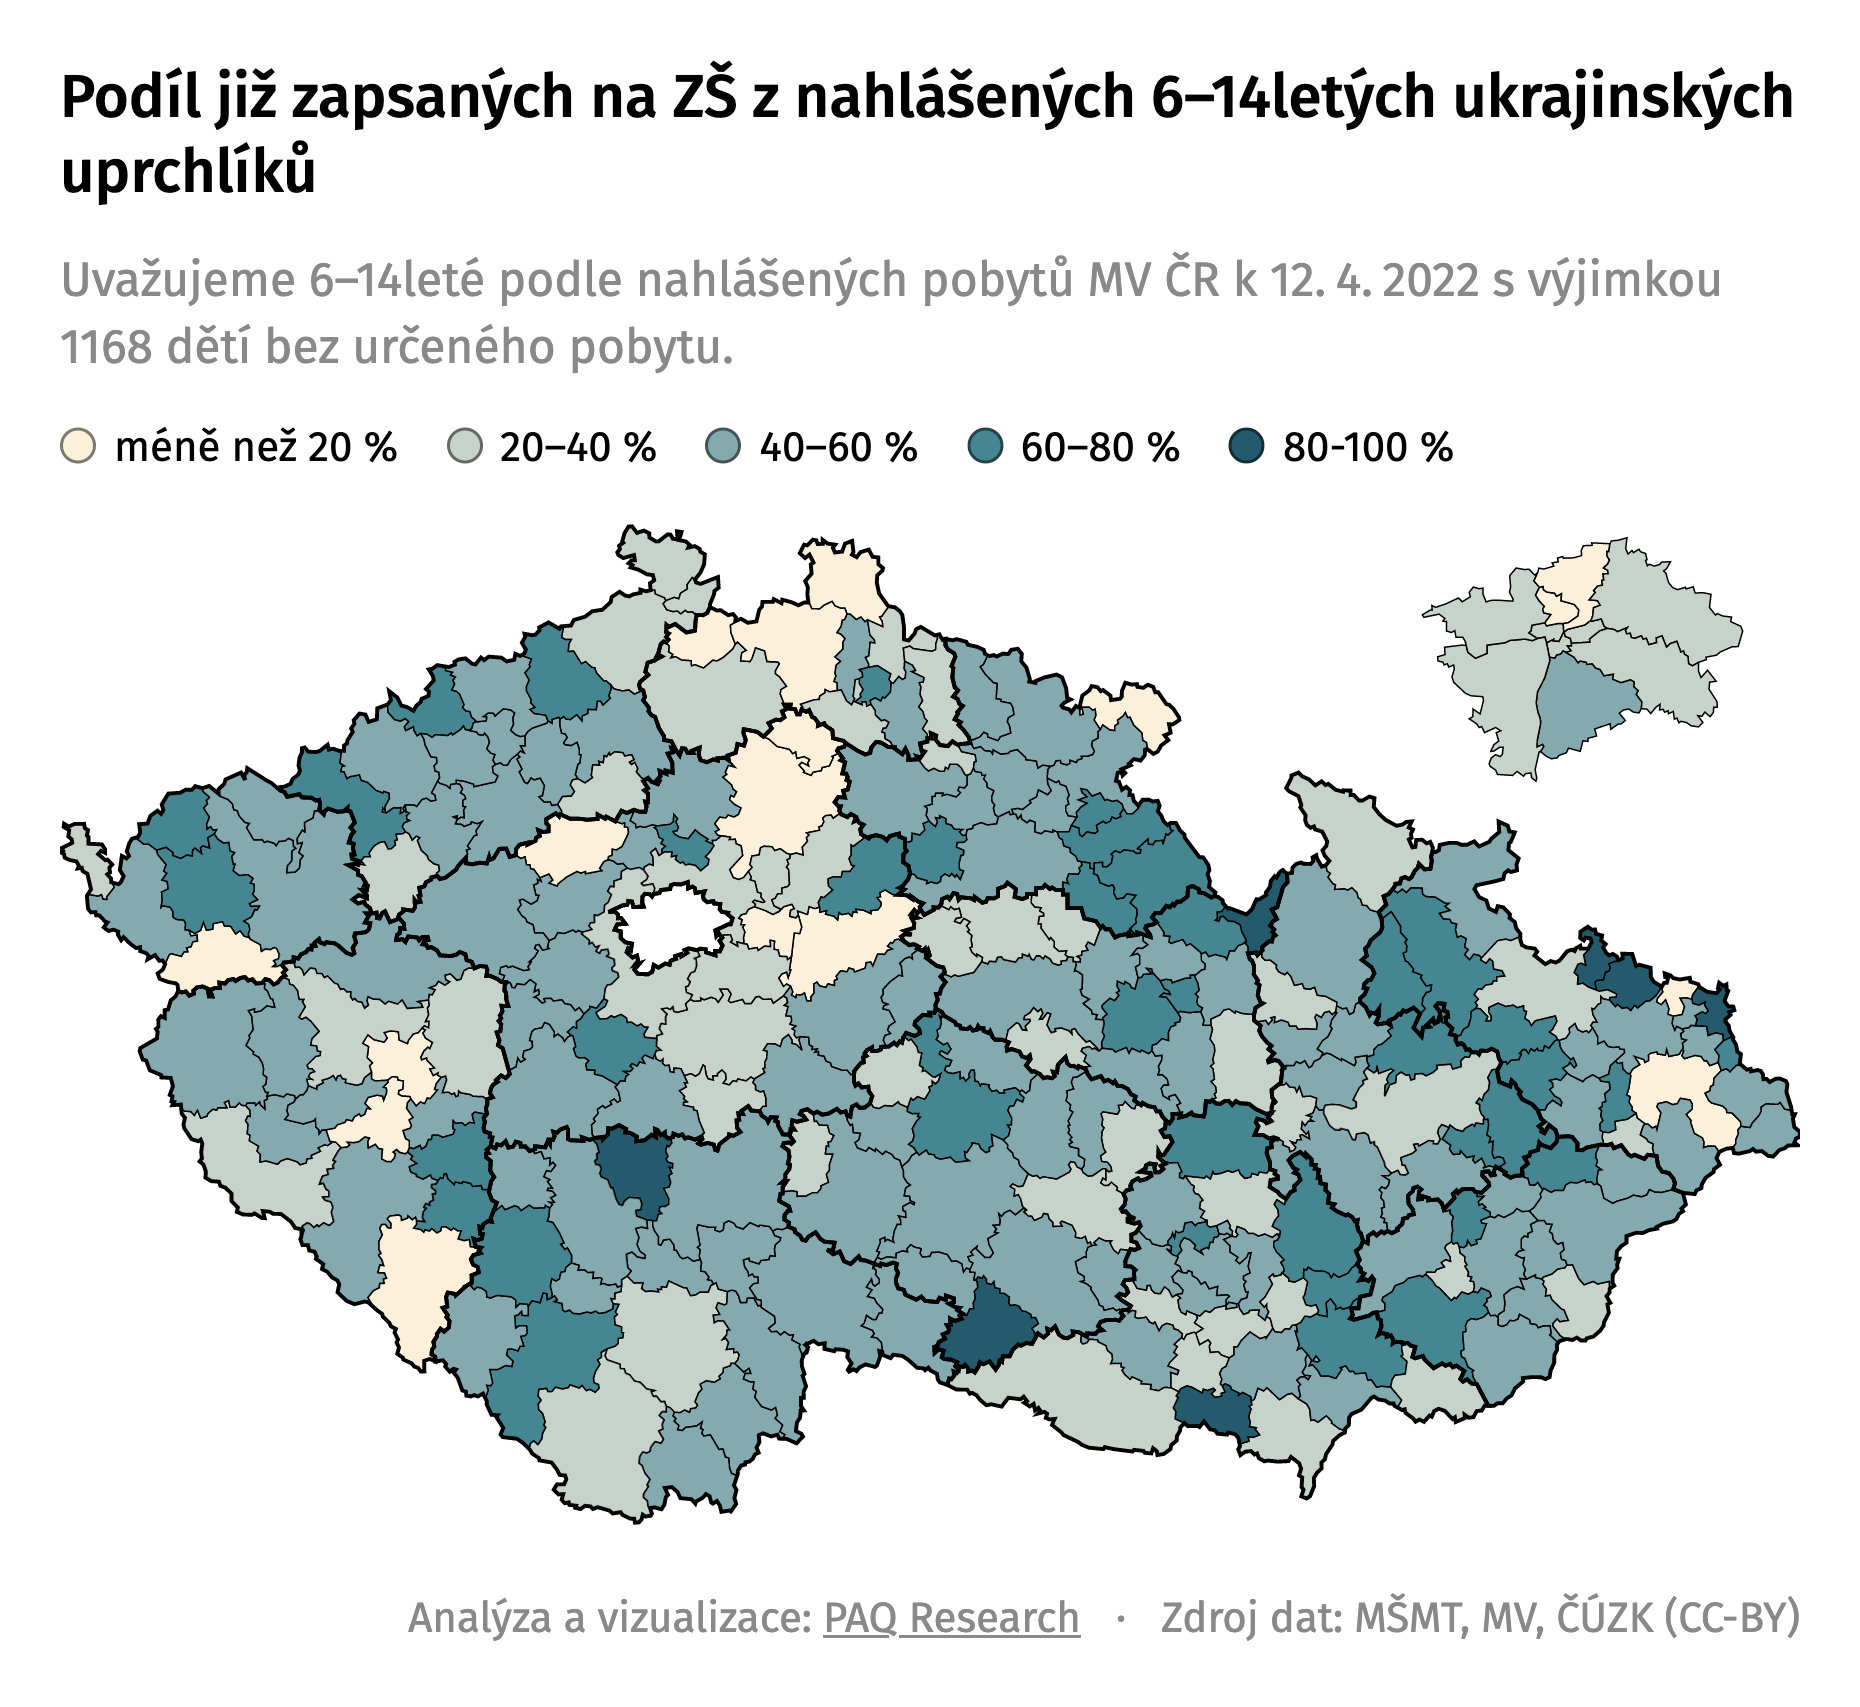 Podíl již zapsaných na ZŠ z nahlášených 6–14letých ukrajinských
uprchlíků
Uvažujeme 6–14leté podle nahlášených pobytů MV ČR k 12. 4. 2022 s výjimkou
1168 dětí bez určeného pobytu.
méně než 20 % 20–40 % 40–60 % 60–80 % 80-100 %
Analýza a vizualizace: PAQ Research · Zdroj dat: MŠMT, MV, ČÚZK (CC-BY)